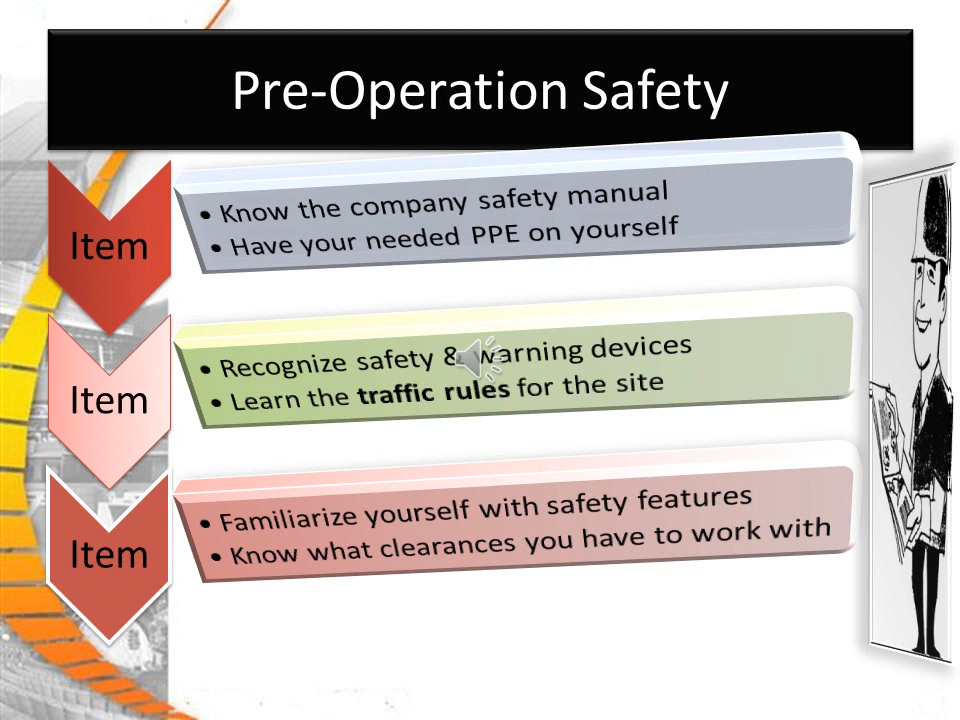 Pre-Operation Safety
Item
• Know the company safety manual
• Have your needed PPE on yourself
Item
• Recognize safety & warning devices
• Learn the traffic rules for the site
Item
• Familiarize yourself with safety features
• Know what clearances you have to work with